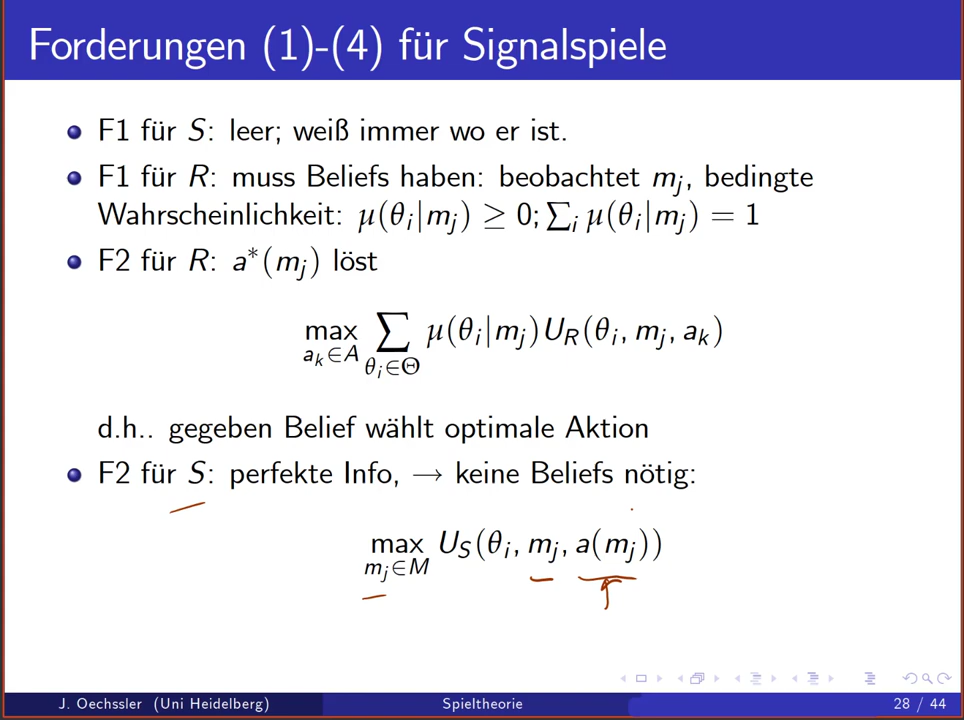 Forderungen (1)-(4) für Signalspiele
F1 für S: leer; weiß immer wo er ist.
F1 für R: muss Beliefs haben: beobachtet m_j, bedingte
Wahrscheinlichkeit: μ(θ_i|m_j) ≥ 0; ∑_i μ(θ_i|m_j) = 1
F2 für R: a*(m_j) löst
max_{a_k∈A} ∑_{θ_i∈Θ} μ(θ_i|m_j)U_R(θ_i, m_j, a_k)
d.h.. gegeben Belief wählt optimale Aktion
F2 für S: perfekte Info, → keine Beliefs nötig:
max_{m_j∈M} U_S(θ_i, m_j, a(m_j))
J. Oechssler (Uni Heidelberg) Spieltheorie 28 / 44